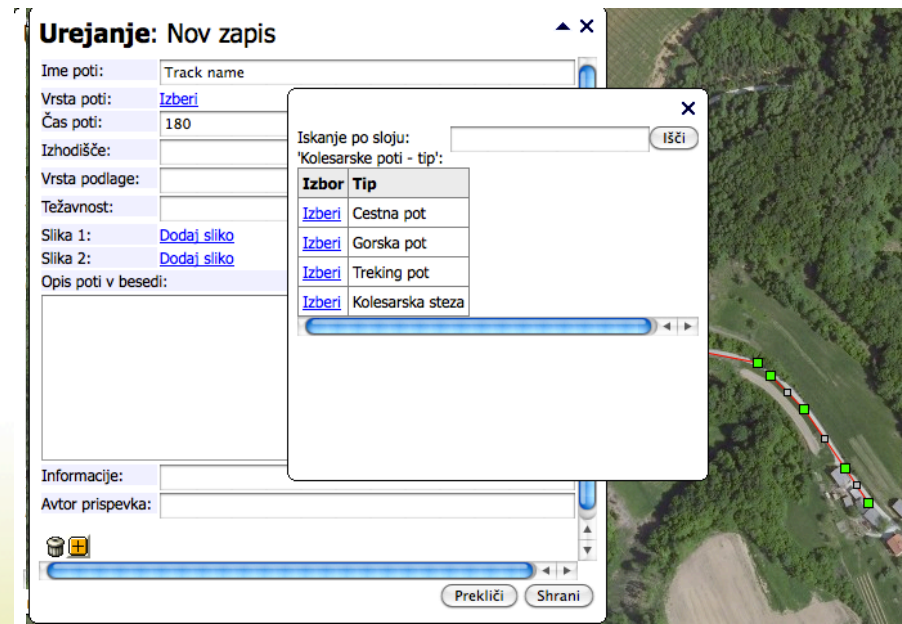 Urejanje: Nov zapis
Ime poti: Track name
Vrsta poti: Izberi
Čas poti: 180
Izhodišče:
Vrsta podlage:
Težavnost:
Slika 1: Dodaj sliko
Slika 2: Dodaj sliko
Opis poti v besedi:
Informacije:
Avtor prispevka:
Prekliči Shrani
Iskanje po sloju: Išči
'Kolesarske poti - tip':
Izbor Tip
Izberi Cestna pot
Izberi Gorska pot
Izberi Treking pot
Izberi Kolesarska steza